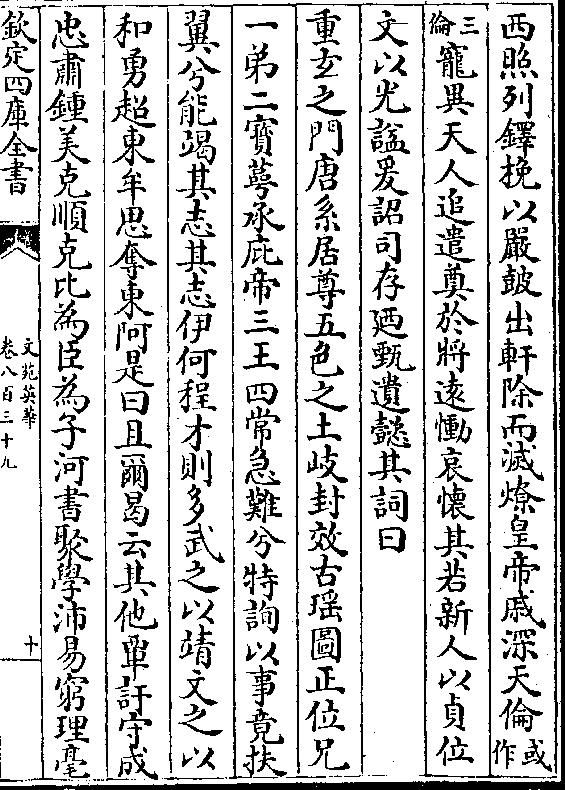 西照列鐸挽以嚴鼓出軒除而滅燎皇帝戚深天倫或作
三倫寵異天人追遣奠於將遠慟哀懷其若新人以貞位
文以光諡爰詔司存廼甄遺懿其詞曰
重玄之門唐系居尊五色之土岐封效古瑶圖正位兄
一弟二寶萼承庇帝三王四常急難兮特詢以事竟扶
翼兮能竭其志其志伊何程才則多武之以靖文之以
和勇超東牟思奪東阿是曰且爾曷云其他單訏守成
忠肅鍾美克順克比為臣為子河書聚學沛易窮理毫
欽定四庫全書
文苑英華
卷八百三十九
十